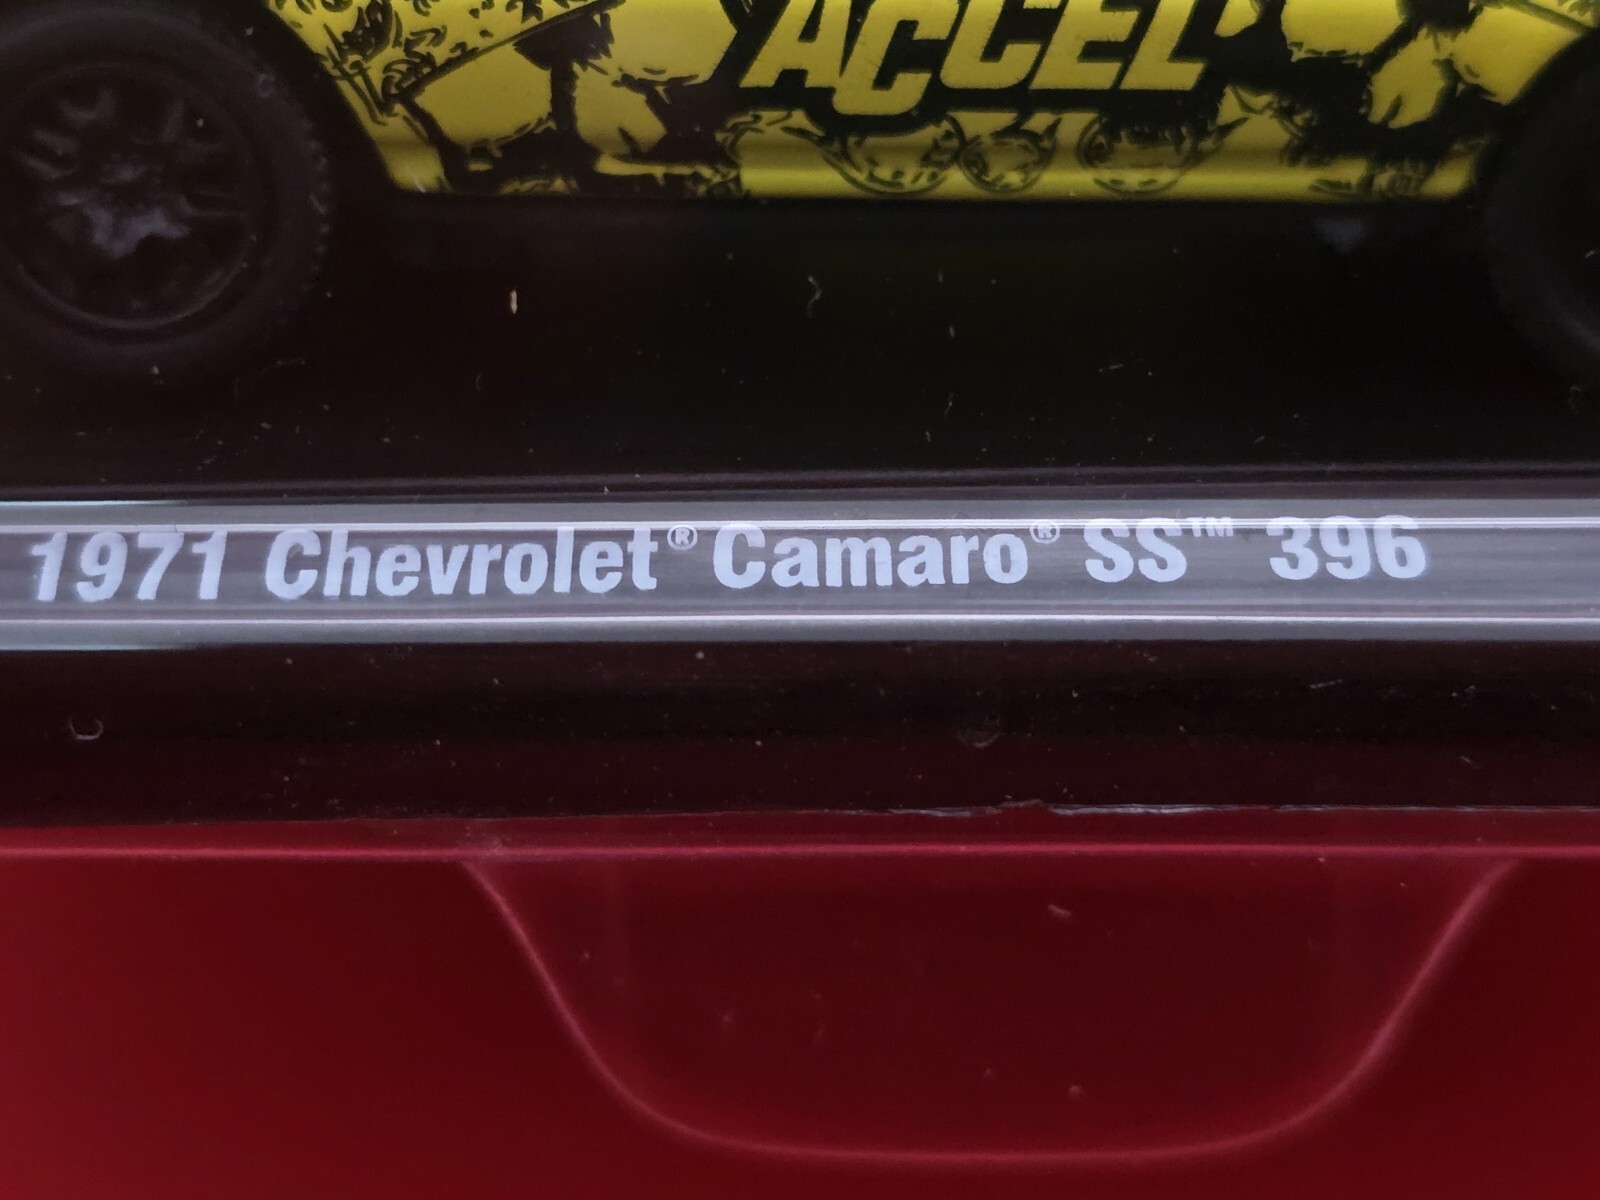 ACCEL
1971 Chevrolet® Camaro® SS™ 396